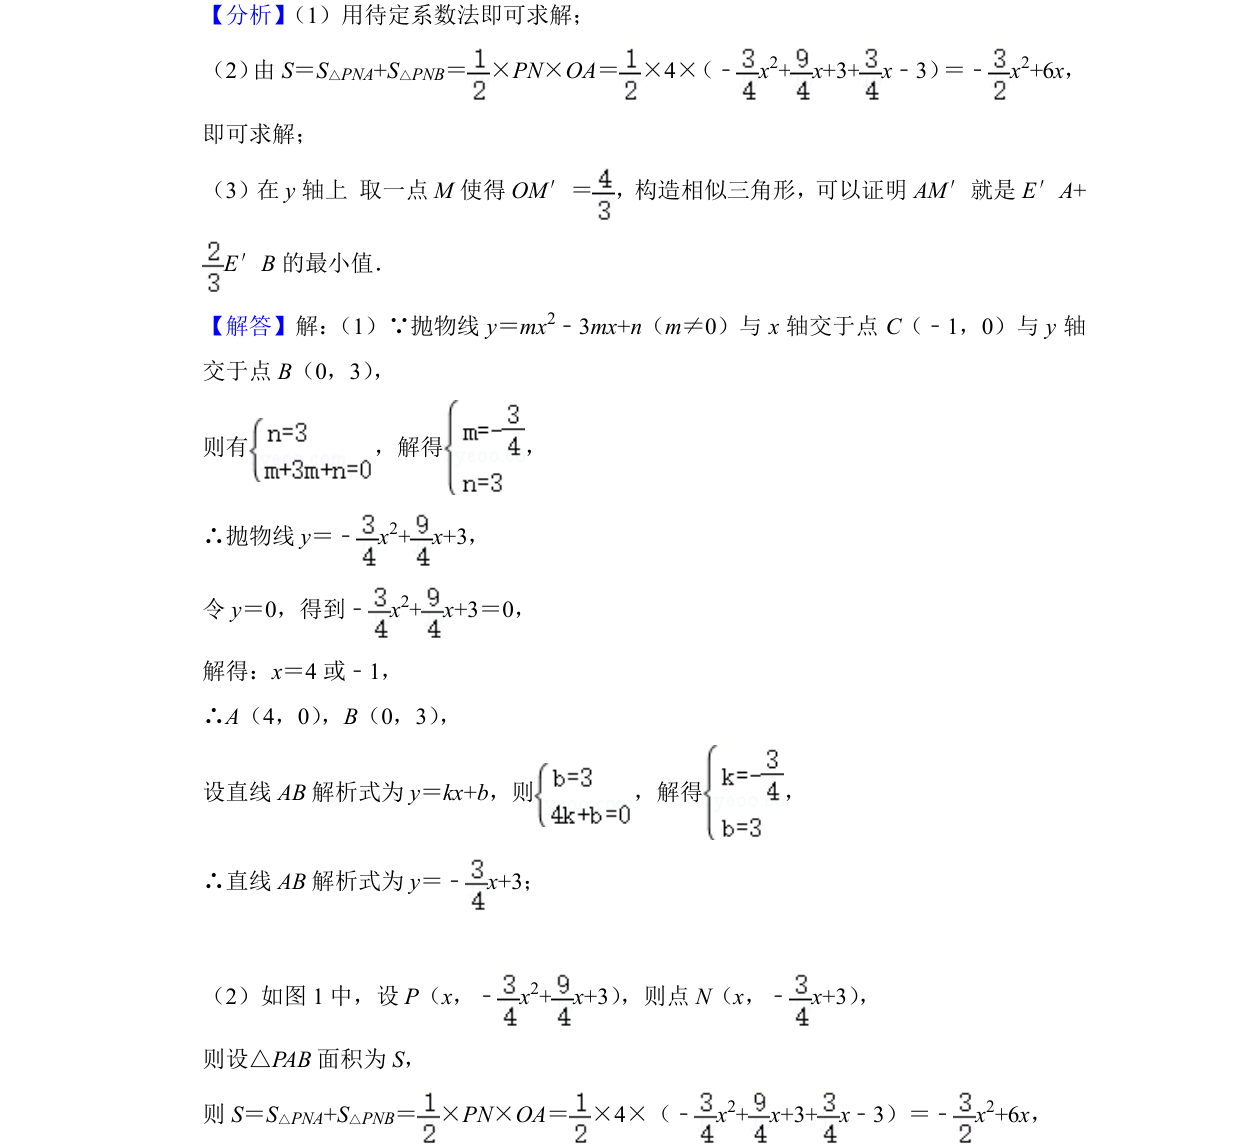 【分析】（1）用待定系数法即可求解；
（2）由 S＝S△PNA+S△PNB＝1/2×PN×OA＝1/2×4×（﹣3/4x²+9/4x+3+3/4x﹣3）＝﹣3/2x²+6x，
即可求解；
（3）在 y 轴上 取一点 M 使得 OM′＝4/3，构造相似三角形，可以证明 AM′就是 E′A+
2/3E′B 的最小值．
【解答】解：（1）∵抛物线 y＝mx²﹣3mx+n（m≠0）与 x 轴交于点 C（﹣1，0）与 y 轴
交于点 B（0，3），
则有{n=3 m+3m+n=0，解得{m=-3/4 n=3，
∴抛物线 y＝﹣3/4x²+9/4x+3，
令 y＝0，得到﹣3/4x²+9/4x+3＝0，
解得：x＝4 或﹣1，
∴A（4，0），B（0，3），
设直线 AB 解析式为 y＝kx+b，则{b=3 4k+b=0，解得{k=-3/4 b=3，
∴直线 AB 解析式为 y＝﹣3/4x+3；
（2）如图 1 中，设 P（x，﹣3/4x²+9/4x+3），则点 N（x，﹣3/4x+3），
则设△PAB 面积为 S，
则 S＝S△PNA+S△PNB＝1/2×PN×OA＝1/2×4×（﹣3/4x²+9/4x+3+3/4x﹣3）＝﹣3/2x²+6x，